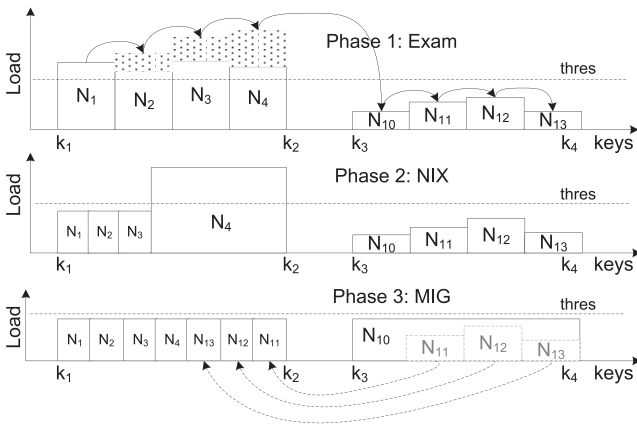 Load
Phase 1: Exam
thres
N1 N2 N3 N4 N10 N11 N12 N13
k1 k2 k3 k4 keys
Load
Phase 2: NIX
thres
N1 N2 N3 N4 N10 N11 N12 N13
k1 k2 k3 k4 keys
Load
Phase 3: MIG
thres
N1 N2 N3 N4 N13 N12 N11 N10 N11 N12 N13
k1 k2 k3 k4 keys